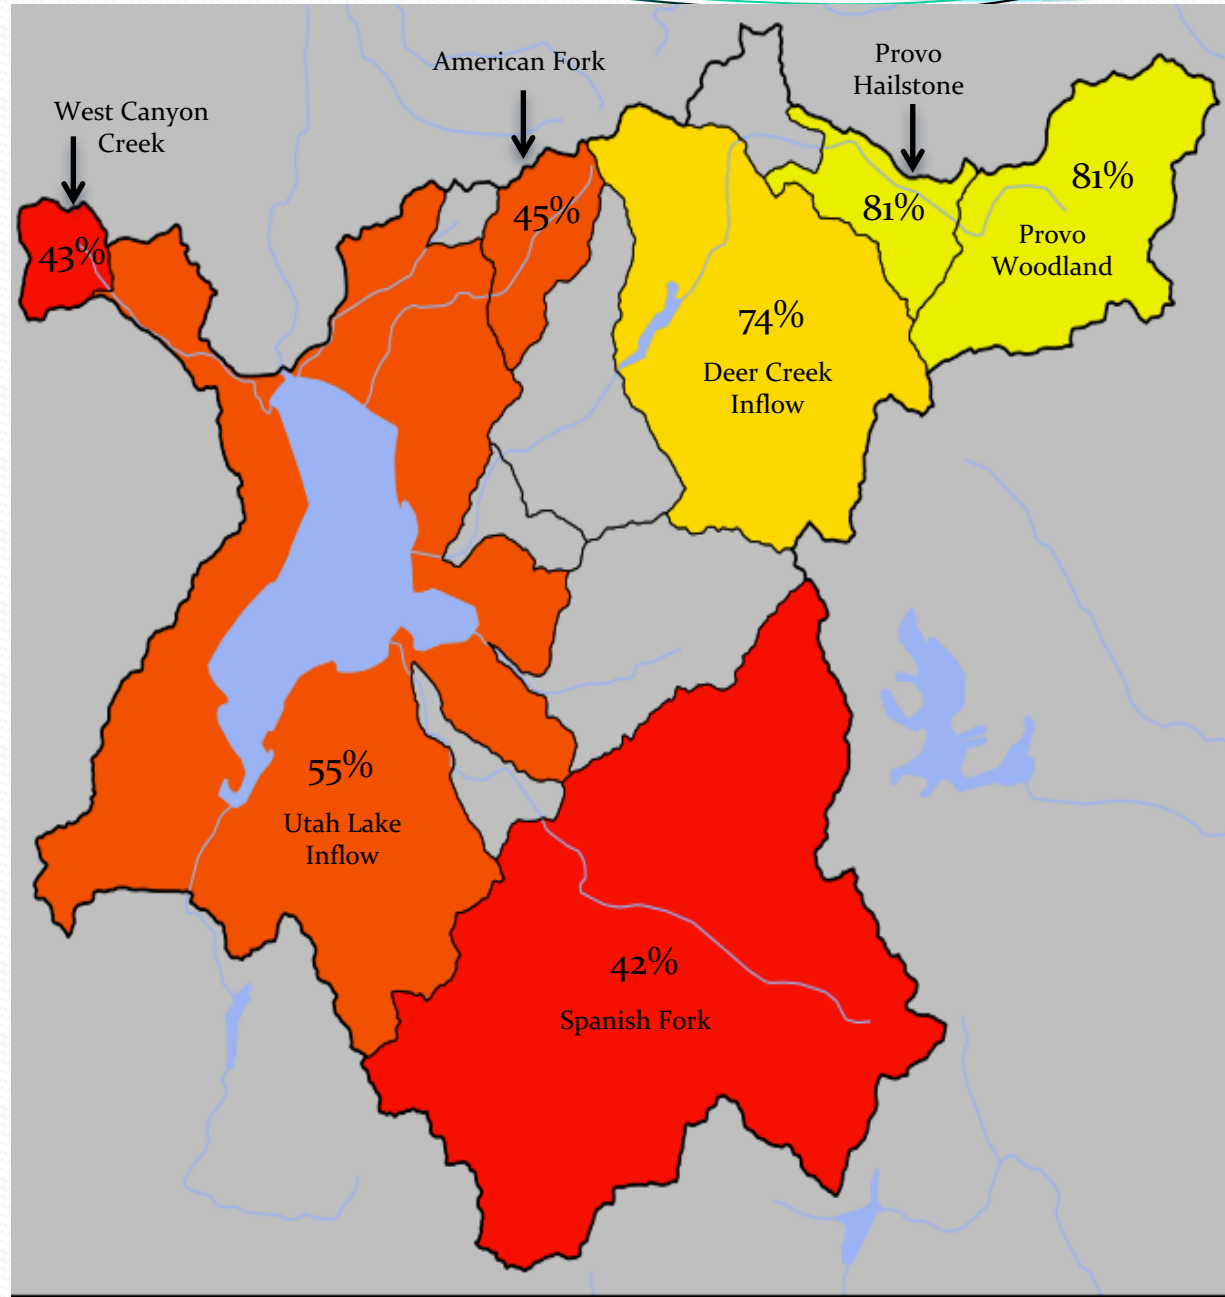 American Fork
Provo
Hailstone
West Canyon
Creek
81%
45%
81%
43%
Provo
Woodland
74%
Deer Creek
Inflow
55%
Utah Lake
Inflow
42%
Spanish Fork